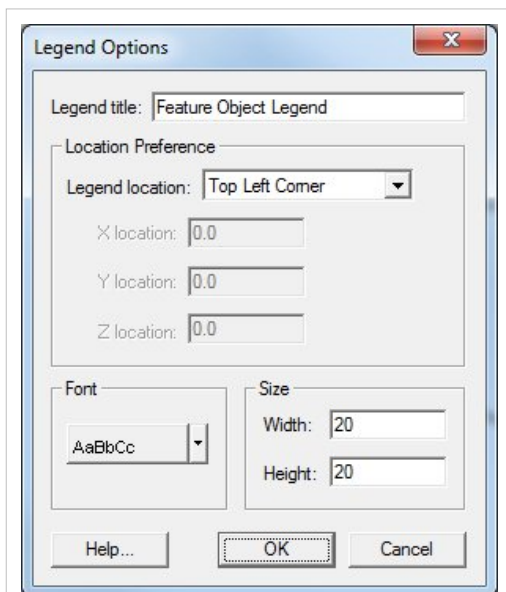 Legend Options
Legend title: Feature Object Legend
Location Preference
Legend location: Top Left Corner
X location: 0.0
Y location: 0.0
Z location: 0.0
Font
AaBbCc
Size
Width: 20
Height: 20
Help...
OK
Cancel